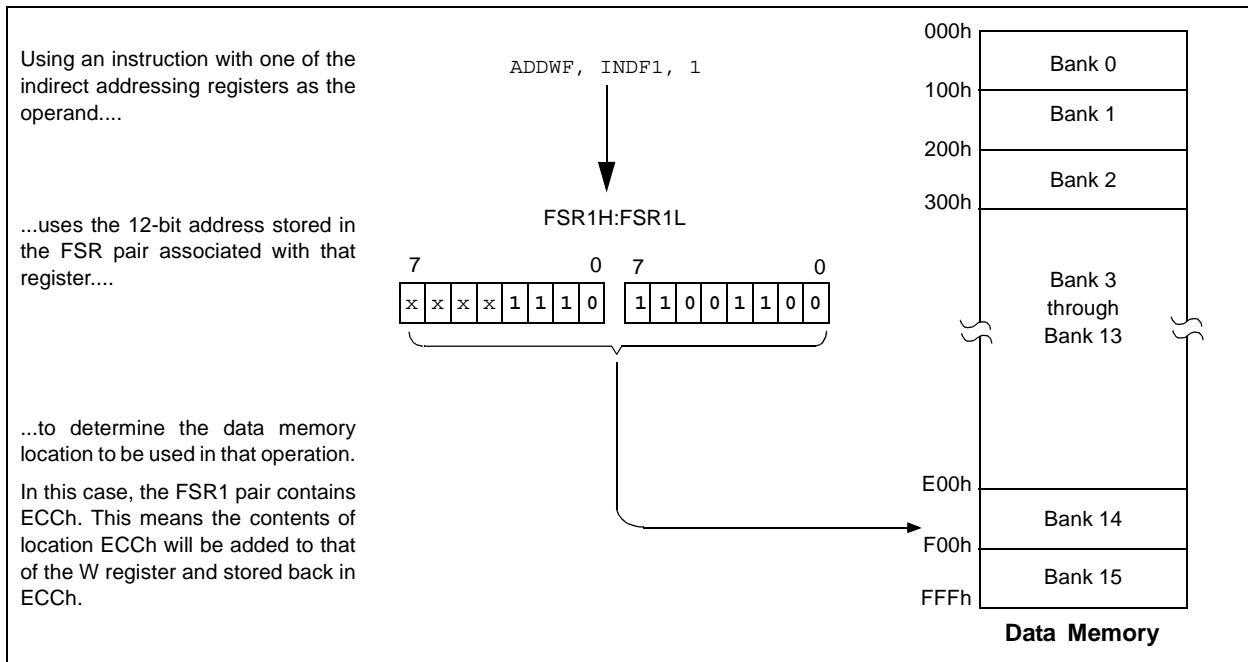 Using an instruction with one of the
indirect addressing registers as the
operand....
ADDWF, INDF1, 1
...uses the 12-bit address stored in
the FSR pair associated with that
register....
FSR1H:FSR1L
7 0 7 0
x x x x 1 1 1 0 1 1 0 0 1 1 0 0
...to determine the data memory
location to be used in that operation.
In this case, the FSR1 pair contains
ECCh. This means the contents of
location ECCh will be added to that
of the W register and stored back in
ECCh.
000h
Bank 0
100h
Bank 1
200h
Bank 2
300h
Bank 3
through
Bank 13
E00h
Bank 14
F00h
Bank 15
FFFh
Data Memory